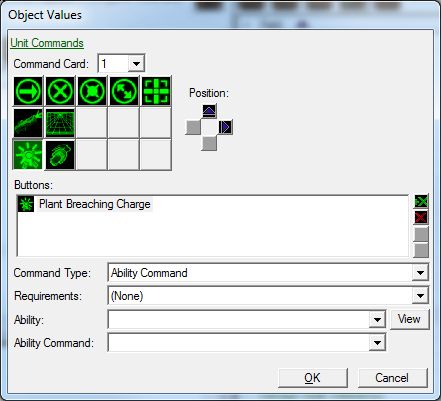 Object Values
Unit Commands
Command Card: 1
Position:
Buttons:
Plant Breaching Charge
Command Type: Ability Command
Requirements: (None)
Ability: View
Ability Command:
OK Cancel